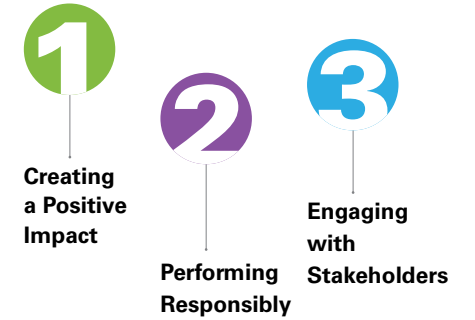 1
Creating
a Positive
Impact
2
Performing
Responsibly
3
Engaging
with
Stakeholders